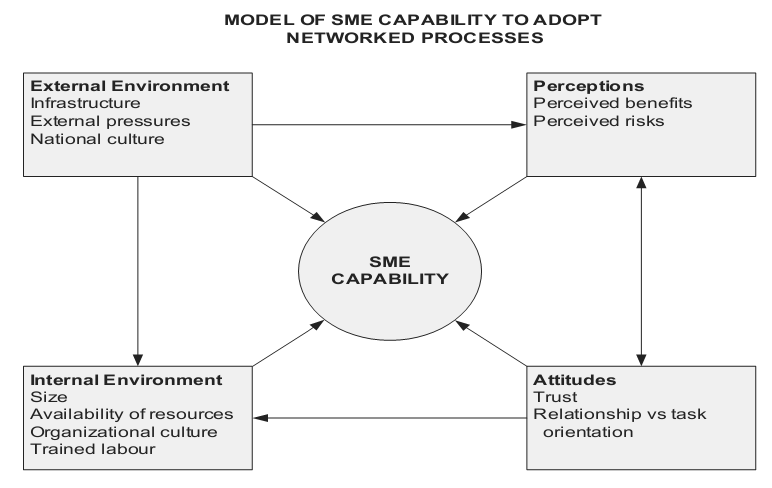 MODEL OF SME CAPABILITY TO ADOPT
NETWORKED PROCESSES
External Environment
Infrastructure
External pressures
National culture
Perceptions
Perceived benefits
Perceived risks
SME
CAPABILITY
Internal Environment
Size
Availability of resources
Organizational culture
Trained labour
Attitudes
Trust
Relationship vs task
orientation